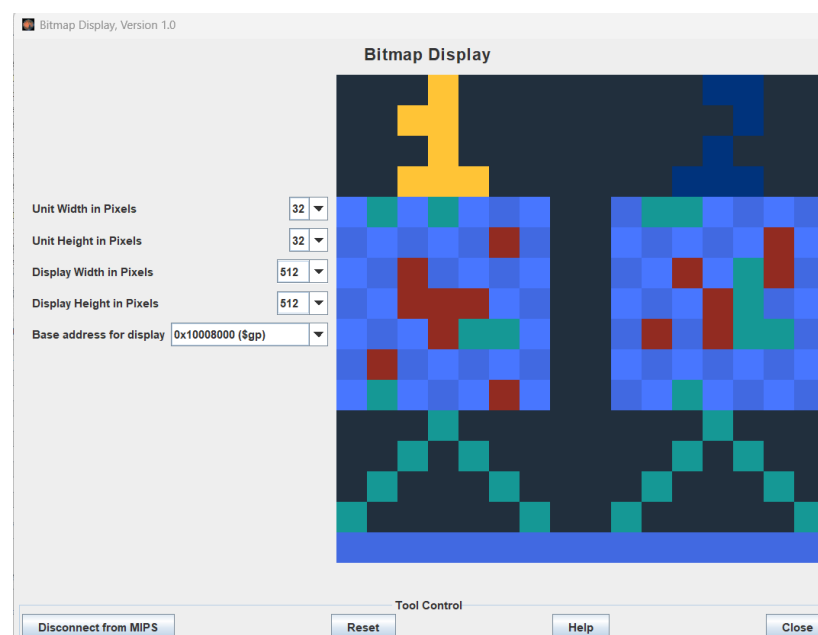 Bitmap Display, Version 1.0
Bitmap Display
Unit Width in Pixels 32
Unit Height in Pixels 32
Display Width in Pixels 512
Display Height in Pixels 512
Base address for display 0x10008000 ($gp)
Tool Control
Disconnect from MIPS Reset Help Close